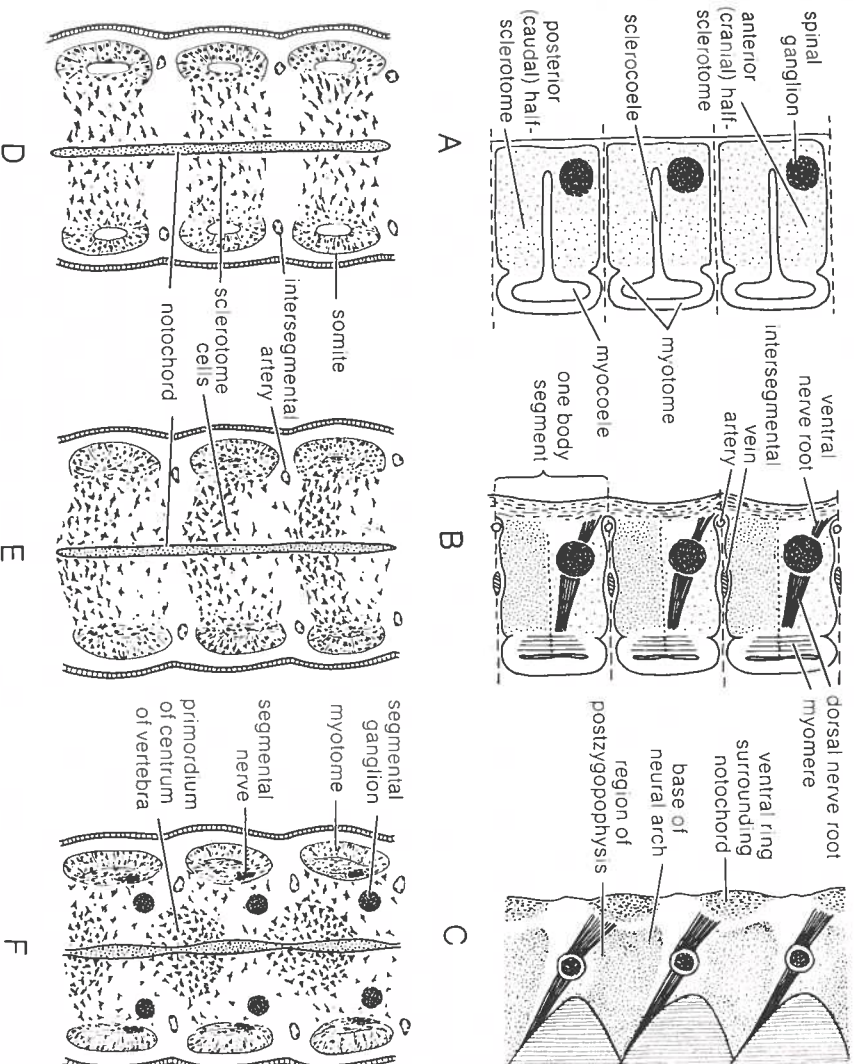 spinal
ganglion
anterior
(cranial) half-
sclerotome
sclerocoele
posterior
(caudal) half-
sclerotome
myocoele
myotome
A
ventral
nerve root
intersegmental
vein
artery
one body
segment
dorsal nerve root
myomere
B
ventral ring
surrounding
notochord
base of
neural arch
region of
postzygopophysis
C
somite
intersegmental
artery
sclerotome
cells
notochord
D
E
segmental
ganglion
myotome
segmental
nerve
primordium
of centrum
of vertebra
F